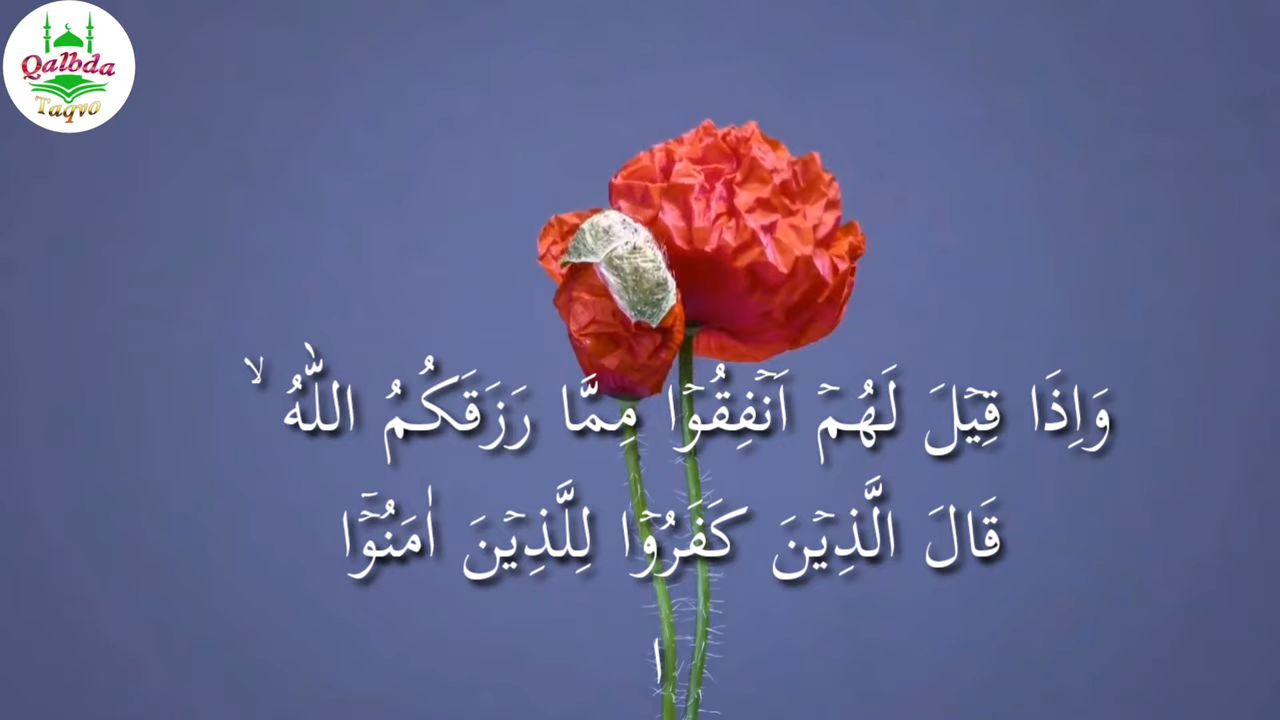 Qalbda
Taqvo
وَاِذَا قِيۡلَ لَهُمۡ اَنۡفِقُوۡا مِمَّا رَزَقَكُمُ اللّٰهُ ۙ
قَالَ الَّذِيۡنَ كَفَرُوۡا لِلَّذِيۡنَ اٰمَنُوۡۤا
ا